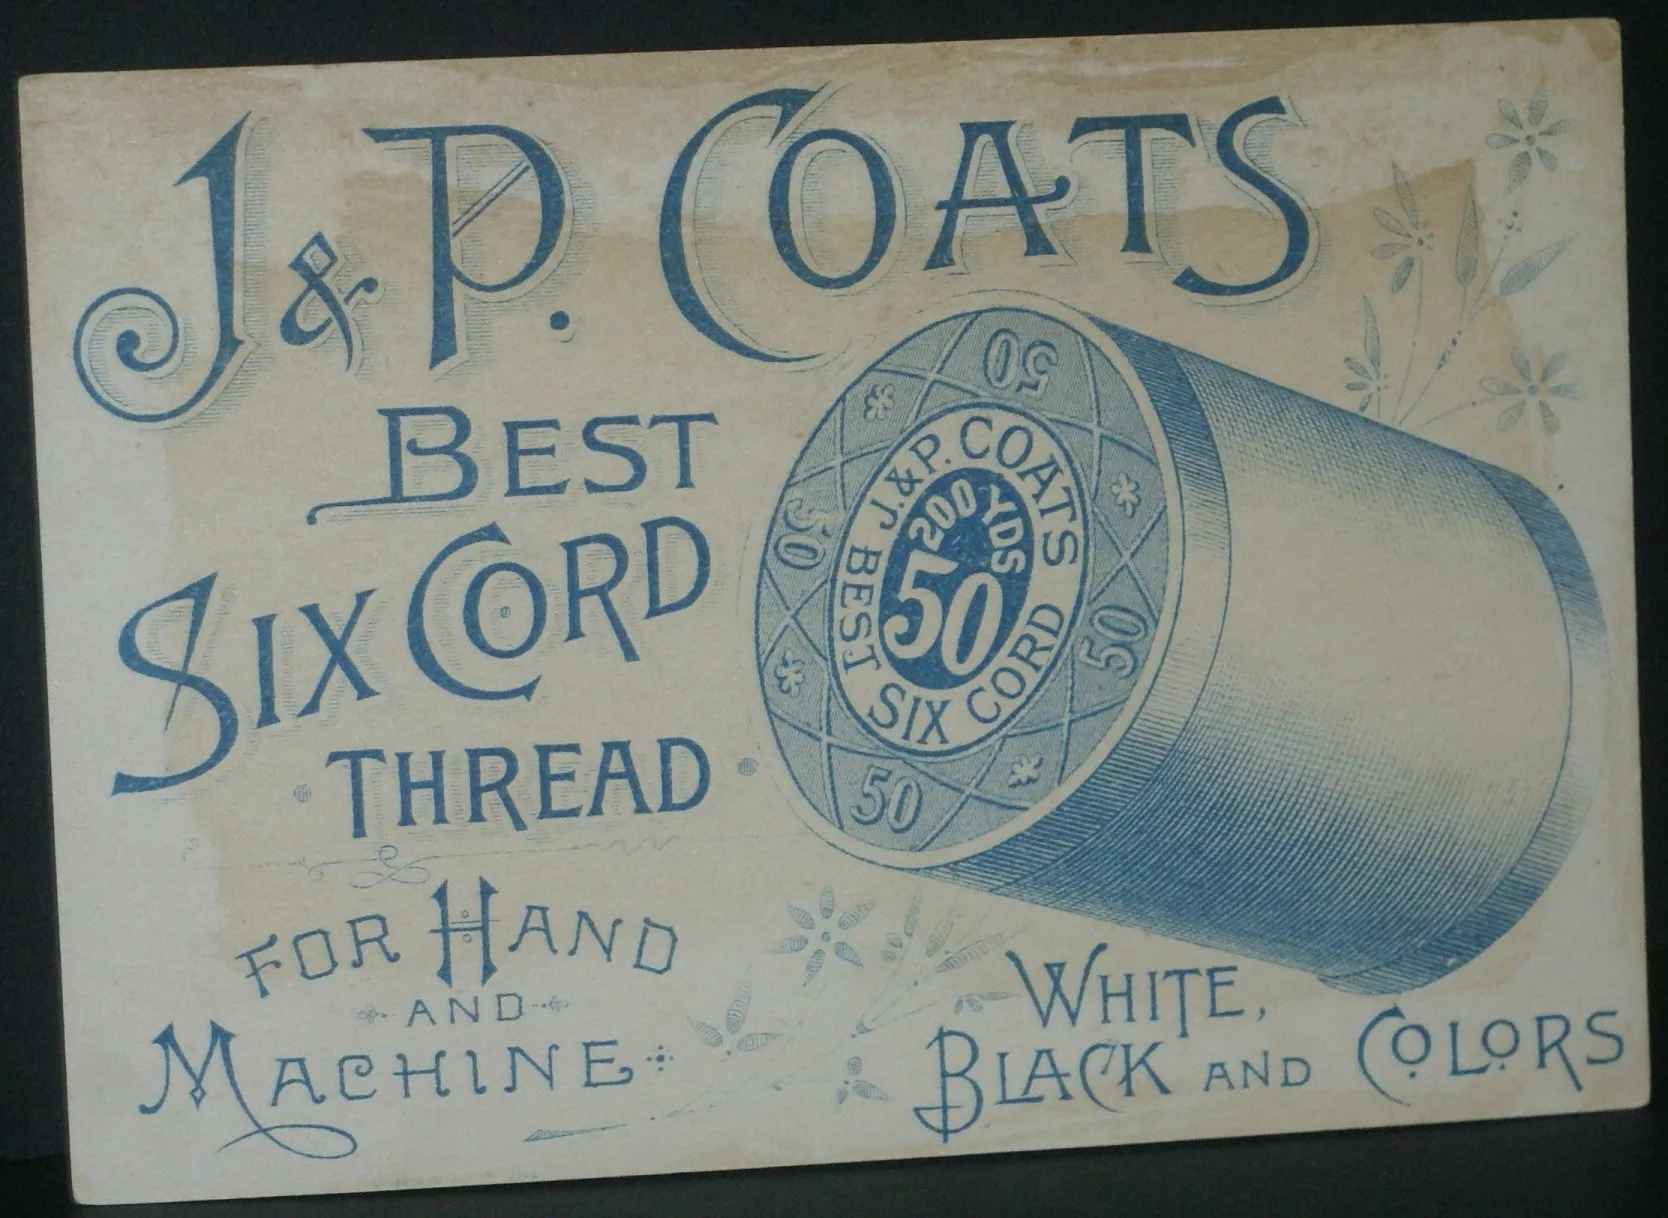 J & P. COATS
BEST
SIX CORD
THREAD
FOR HAND
AND
MACHINE
50
50
50
50
J. & P. COATS
BEST SIX CORD
200 YDS
50
WHITE,
BLACK AND COLORS